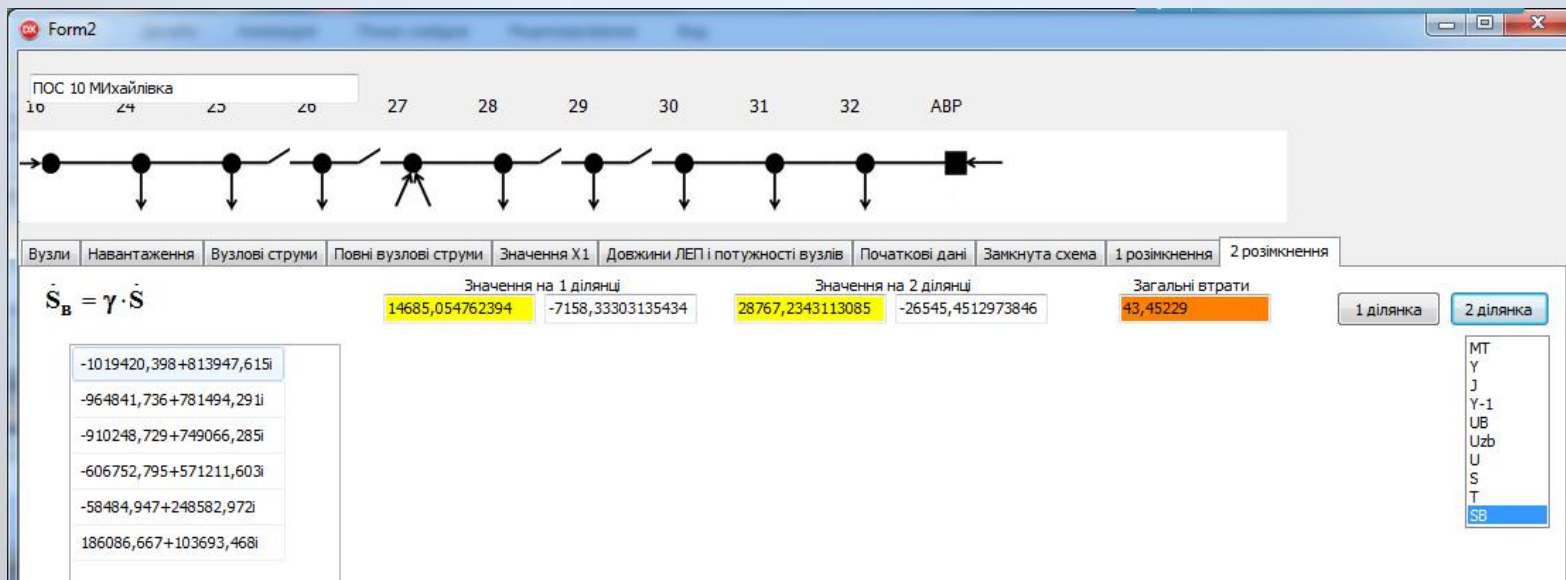 Form2
ПОС 10 МИхайлівка
16 24 25 26 27 28 29 30 31 32 АВР
Вузли Навантаження Вузлові струми Повні вузлові струми Значення X1 Довжини ЛЕП і потужності вузлів Початкові дані Замкнута схема 1 розімкнення 2 розімкнення
Значення на 1 ділянці Значення на 2 ділянці Загальні втрати
Ṡ_B = γ · Ṡ 14685,054762394 -7158,33303135434 28767,2343113085 -26545,4512973846 43,45229 1 ділянка 2 ділянка
-1019420,398+813947,615i
-964841,736+781494,291i
-910248,729+749066,285i
-606752,795+571211,603i
-58484,947+248582,972i
186086,667+103693,468i
MT
Y
J
Y-1
UB
Uzb
U
S
T
SB